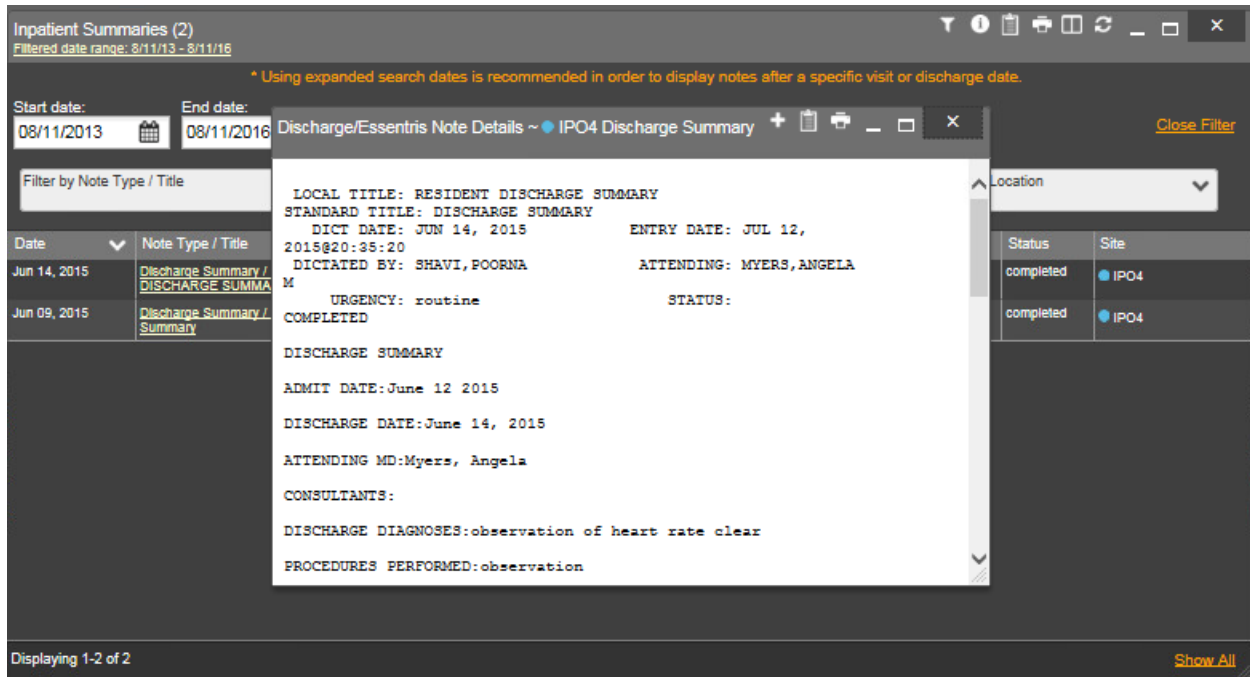 Inpatient Summaries (2)
Filtered date range: 8/11/13 - 8/11/16
* Using expanded search dates is recommended in order to display notes after a specific visit or discharge date.
Start date: End date:
08/11/2013 08/11/2016
Close Filter
Filter by Note Type / Title
Location
Date Note Type / Title Status Site
Jun 14, 2015 Discharge Summary / completed IPO4
DISCHARGE SUMMA
Jun 09, 2015 Discharge Summary / completed IPO4
Summary
Discharge/Essentris Note Details ~ IPO4 Discharge Summary
LOCAL TITLE: RESIDENT DISCHARGE SUMMARY
STANDARD TITLE: DISCHARGE SUMMARY
DICT DATE: JUN 14, 2015 ENTRY DATE: JUL 12,
2015@20:35:20
DICTATED BY: SHAVI,POORNA ATTENDING: MYERS,ANGELA
M
URGENCY: routine STATUS:
COMPLETED
DISCHARGE SUMMARY
ADMIT DATE:June 12 2015
DISCHARGE DATE:June 14, 2015
ATTENDING MD:Myers, Angela
CONSULTANTS:
DISCHARGE DIAGNOSES:observation of heart rate clear
PROCEDURES PERFORMED:observation
Displaying 1-2 of 2
Show All